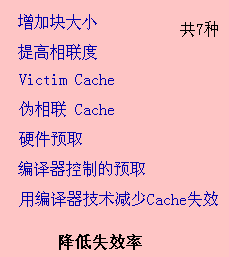 增加块大小
共7种
提高相联度
Victim Cache
伪相联 Cache
硬件预取
编译器控制的预取
用编译器技术减少Cache失效
降低失效率